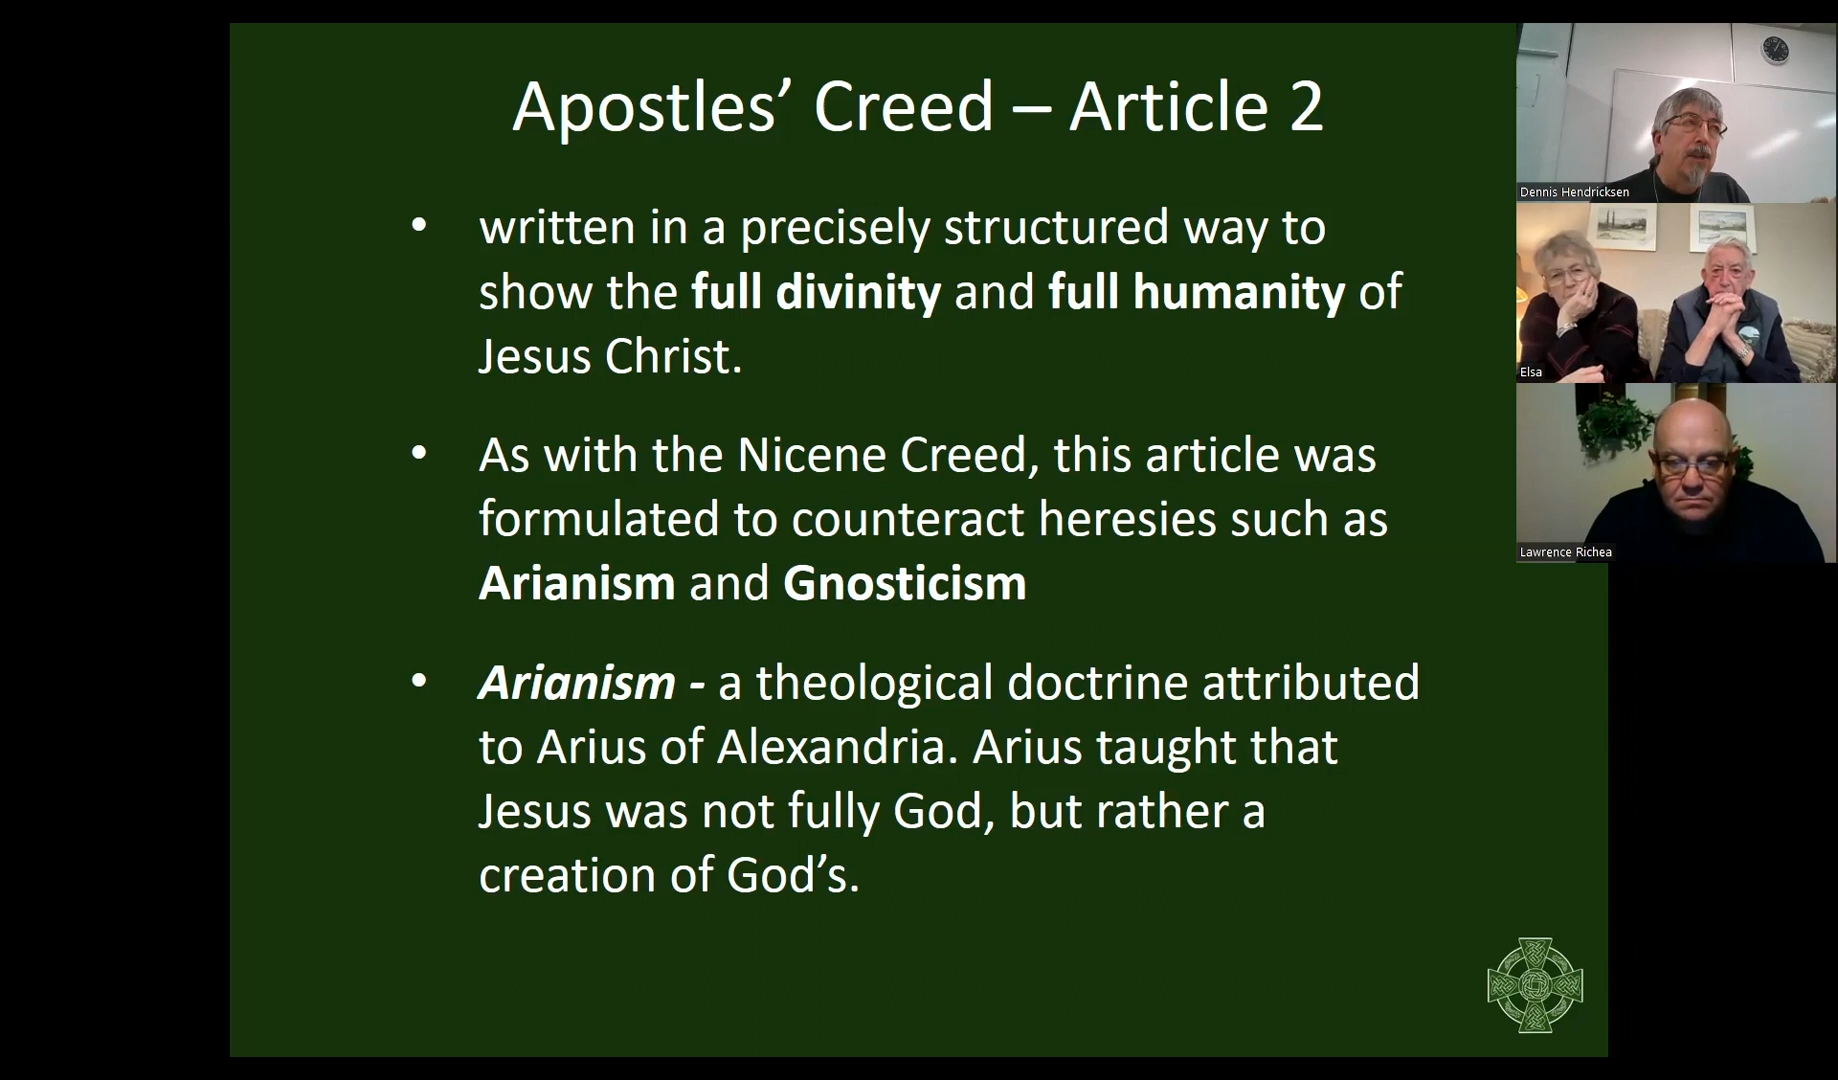 Apostles’ Creed – Article 2
• written in a precisely structured way to
show the full divinity and full humanity of
Jesus Christ.
• As with the Nicene Creed, this article was
formulated to counteract heresies such as
Arianism and Gnosticism
• Arianism - a theological doctrine attributed
to Arius of Alexandria. Arius taught that
Jesus was not fully God, but rather a
creation of God’s.
Dennis Hendricksen
Elsa
Lawrence Richea